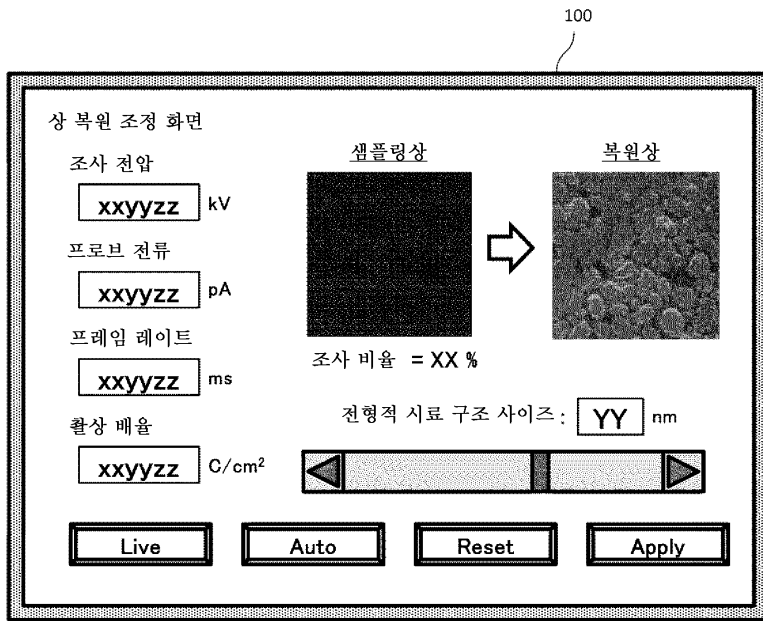 100
상 복원 조정 화면
조사 전압
xxyyzz kV
프로브 전류
xxyyzz pA
프레임 레이트
xxyyzz ms
촬상 배율
xxyyzz C/cm²
샘플링상
복원상
조사 비율 = XX %
전형적 시료 구조 사이즈 : YY nm
Live
Auto
Reset
Apply